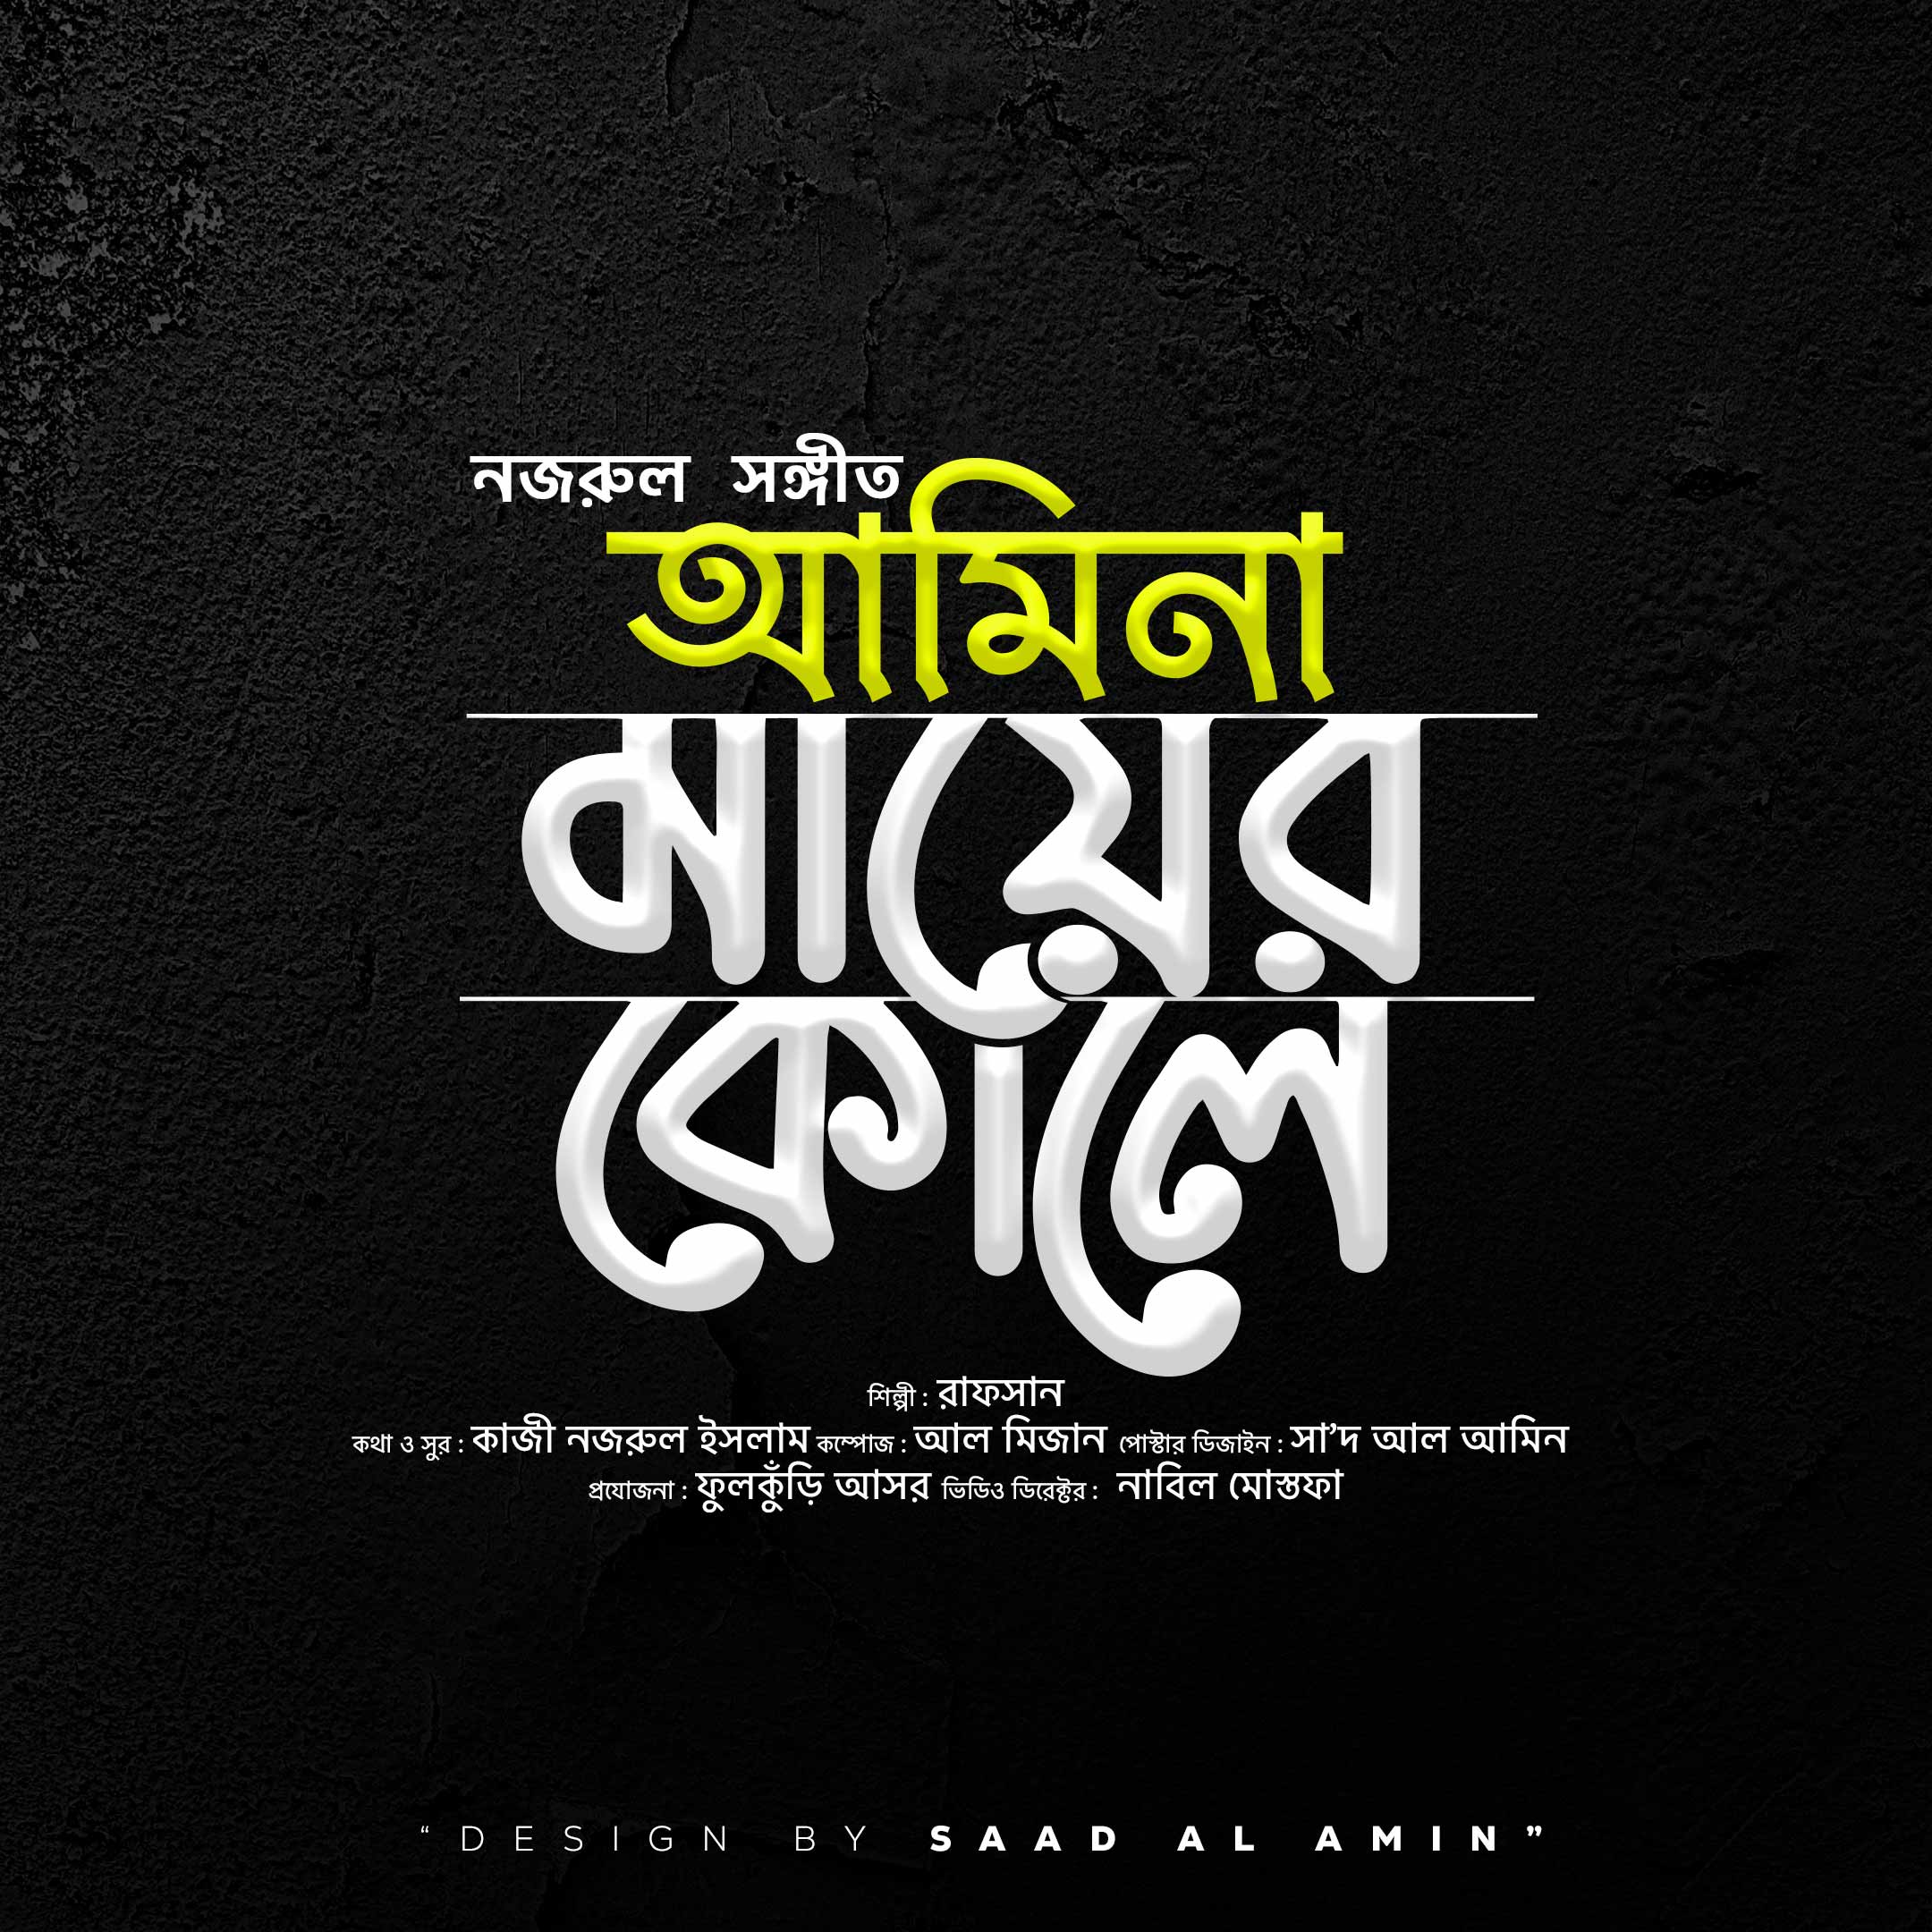 নজরুল সঙ্গীত
আমিনা
মায়ের
কোলে
শিল্পী : রাফসান
কথা ও সুর : কাজী নজরুল ইসলাম কম্পোজ : আল মিজান পোস্টার ডিজাইন : সা’দ আল আমিন
প্রযোজনা : ফুলকুঁড়ি আসর ভিডিও ডিরেক্টর : নাবিল মোস্তফা
“DESIGN BY SAAD AL AMIN”